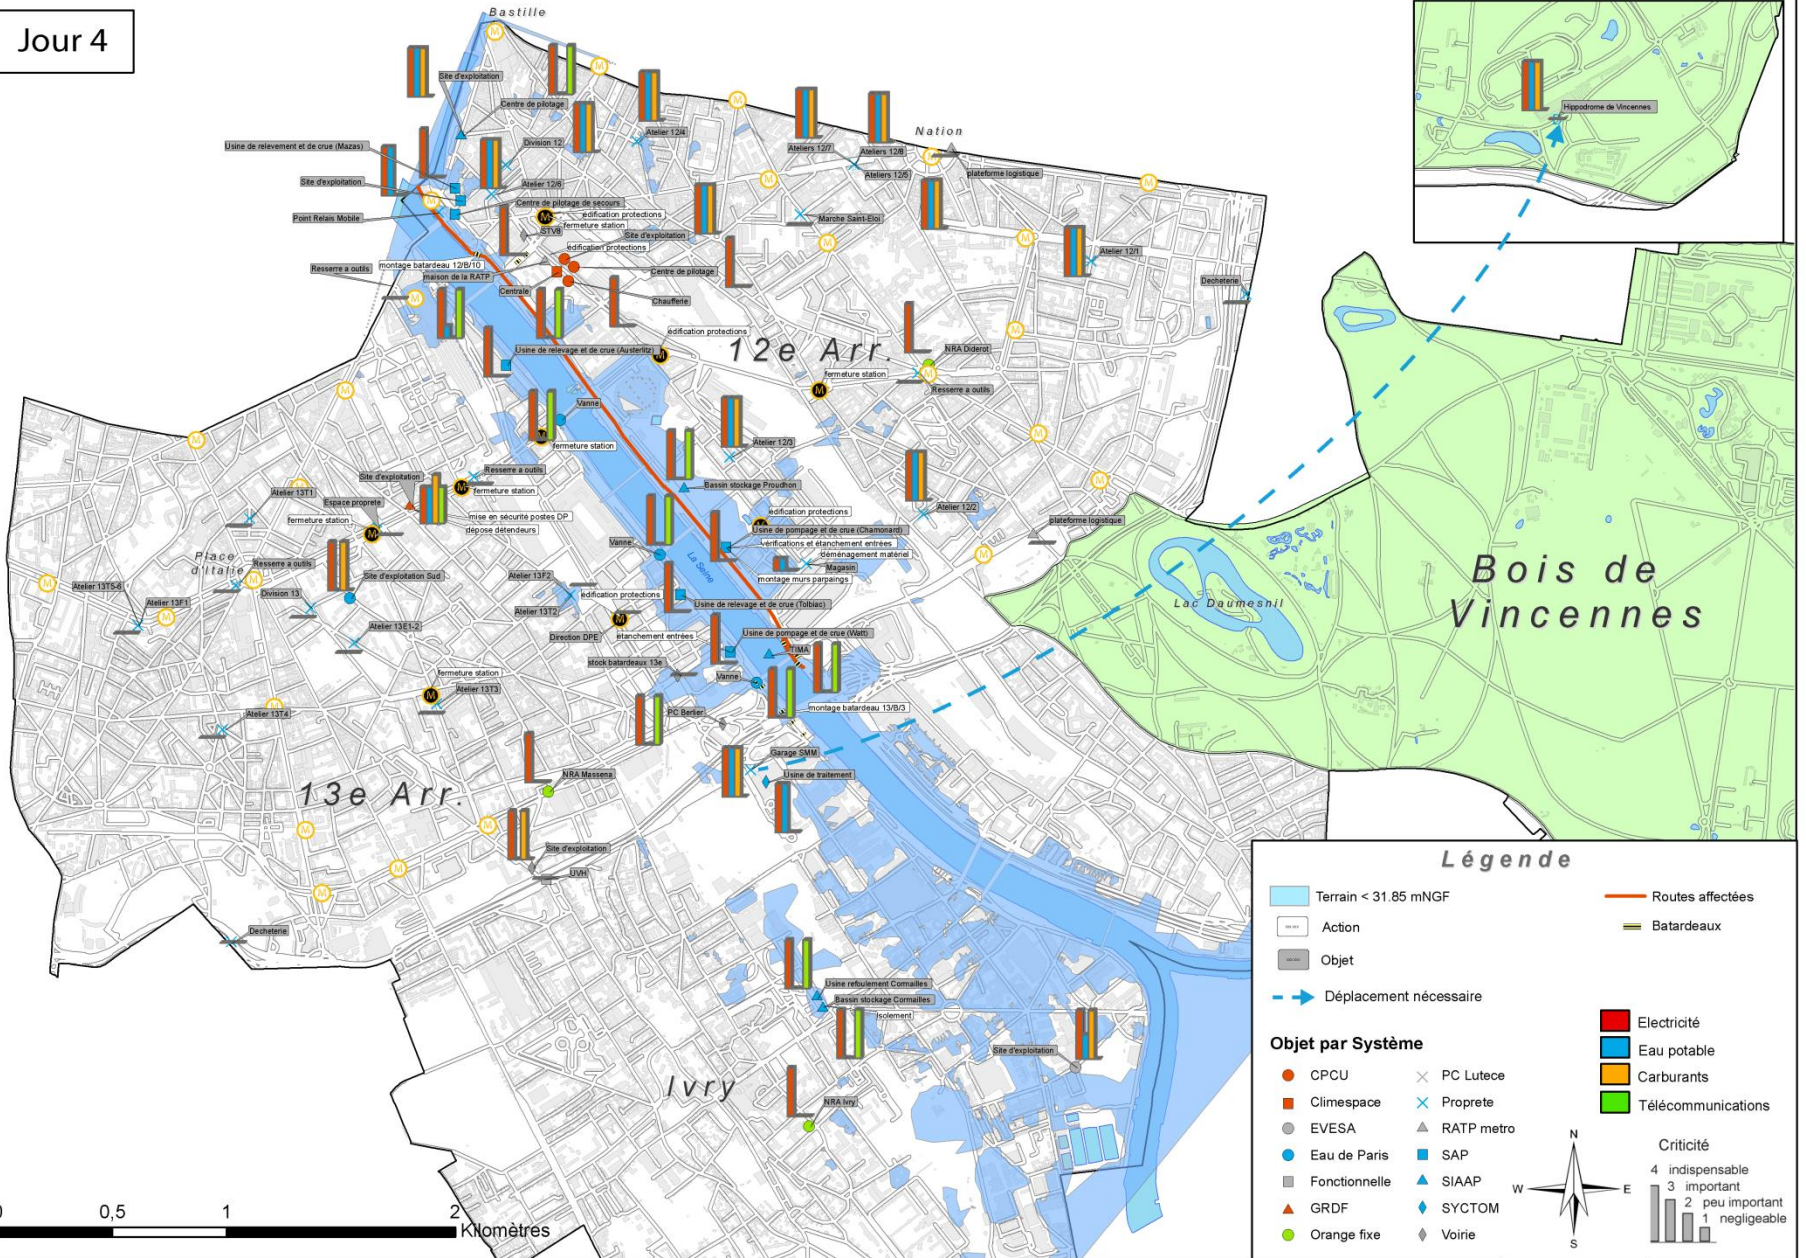 Jour 4
Bastille
Site d'exploitation
Centre de pilotage
Usine de relevement et de crue (Mazas)
Division 12
Atelier 12/4
Ateliers 12/7
Ateliers 12/8
Ateliers 12/5
Nation
plateforme logistique
Hippodrome de Vincennes
Site d'exploitation
Atelier 12/6
Centre de pilotage de secours
Point Relais Mobile
édification protections
fermeture station
STV8
Site d'exploitation
édification protections
Marche Saint-Eloi
montage batardeau 12/B/10
Resserre a outils
maison de la RATP
Centre de pilotage
Centrale
Chaufferie
Atelier 12/1
Decheterie
édification protections
12e Arr.
Usine de relevage et de crue (Austerlitz)
NRA Diderot
fermeture station
Resserre a outils
Vanne
fermeture station
Atelier 12/3
Resserre a outils
Site d'exploitation
fermeture station
Bassin stockage Proudhon
Atelier 13T1
Espace propreté
mise en sécurité postes DP
dépose détendeurs
fermeture station
Atelier 12/2
édification protections
plateforme logistique
Usine de pompage et de crue (Chamonard)
vérifications et étanchement entrées
Vanne
déménagement matériel
Magasin
La Seine
montage murs parpaings
Place
d'Italie
Resserre a outils
Site d'exploitation Sud
Atelier 13F2
Atelier 13T5-6
Division 13
édification protections
Atelier 13F1
Atelier 13T2
Usine de relevage et de crue (Tolbiac)
Lac Daumesnil
Bois de
Vincennes
Atelier 13E1-2
Direction DPE
étanchement entrées
Usine de pompage et de crue (Watt)
TIMA
stock batardeaux 13e
Vanne
fermeture station
Atelier 13T3
montage batardeau 13/B/3
Atelier 13T4
PC Berlier
Garage SMM
Usine de traitement
NRA Massena
13e Arr.
Site d'exploitation
UVH
Decheterie
Usine refoulement Cornailles
Bassin stockage Cornailles
Isolement
Site d'exploitation
Ivry
NRA Ivry
0 0,5 1 2
Kilomètres
Légende
Terrain < 31.85 mNGF
Routes affectées
Action
Batardeaux
Objet
Déplacement nécessaire
Objet par Système
CPCU
Climespace
EVESA
Eau de Paris
Fonctionnelle
GRDF
Orange fixe
PC Lutece
Proprete
RATP metro
SAP
SIAAP
SYCTOM
Voirie
Electricité
Eau potable
Carburants
Télécommunications
N
W E
S
Criticité
4 indispensable
3 important
2 peu important
1 negligeable